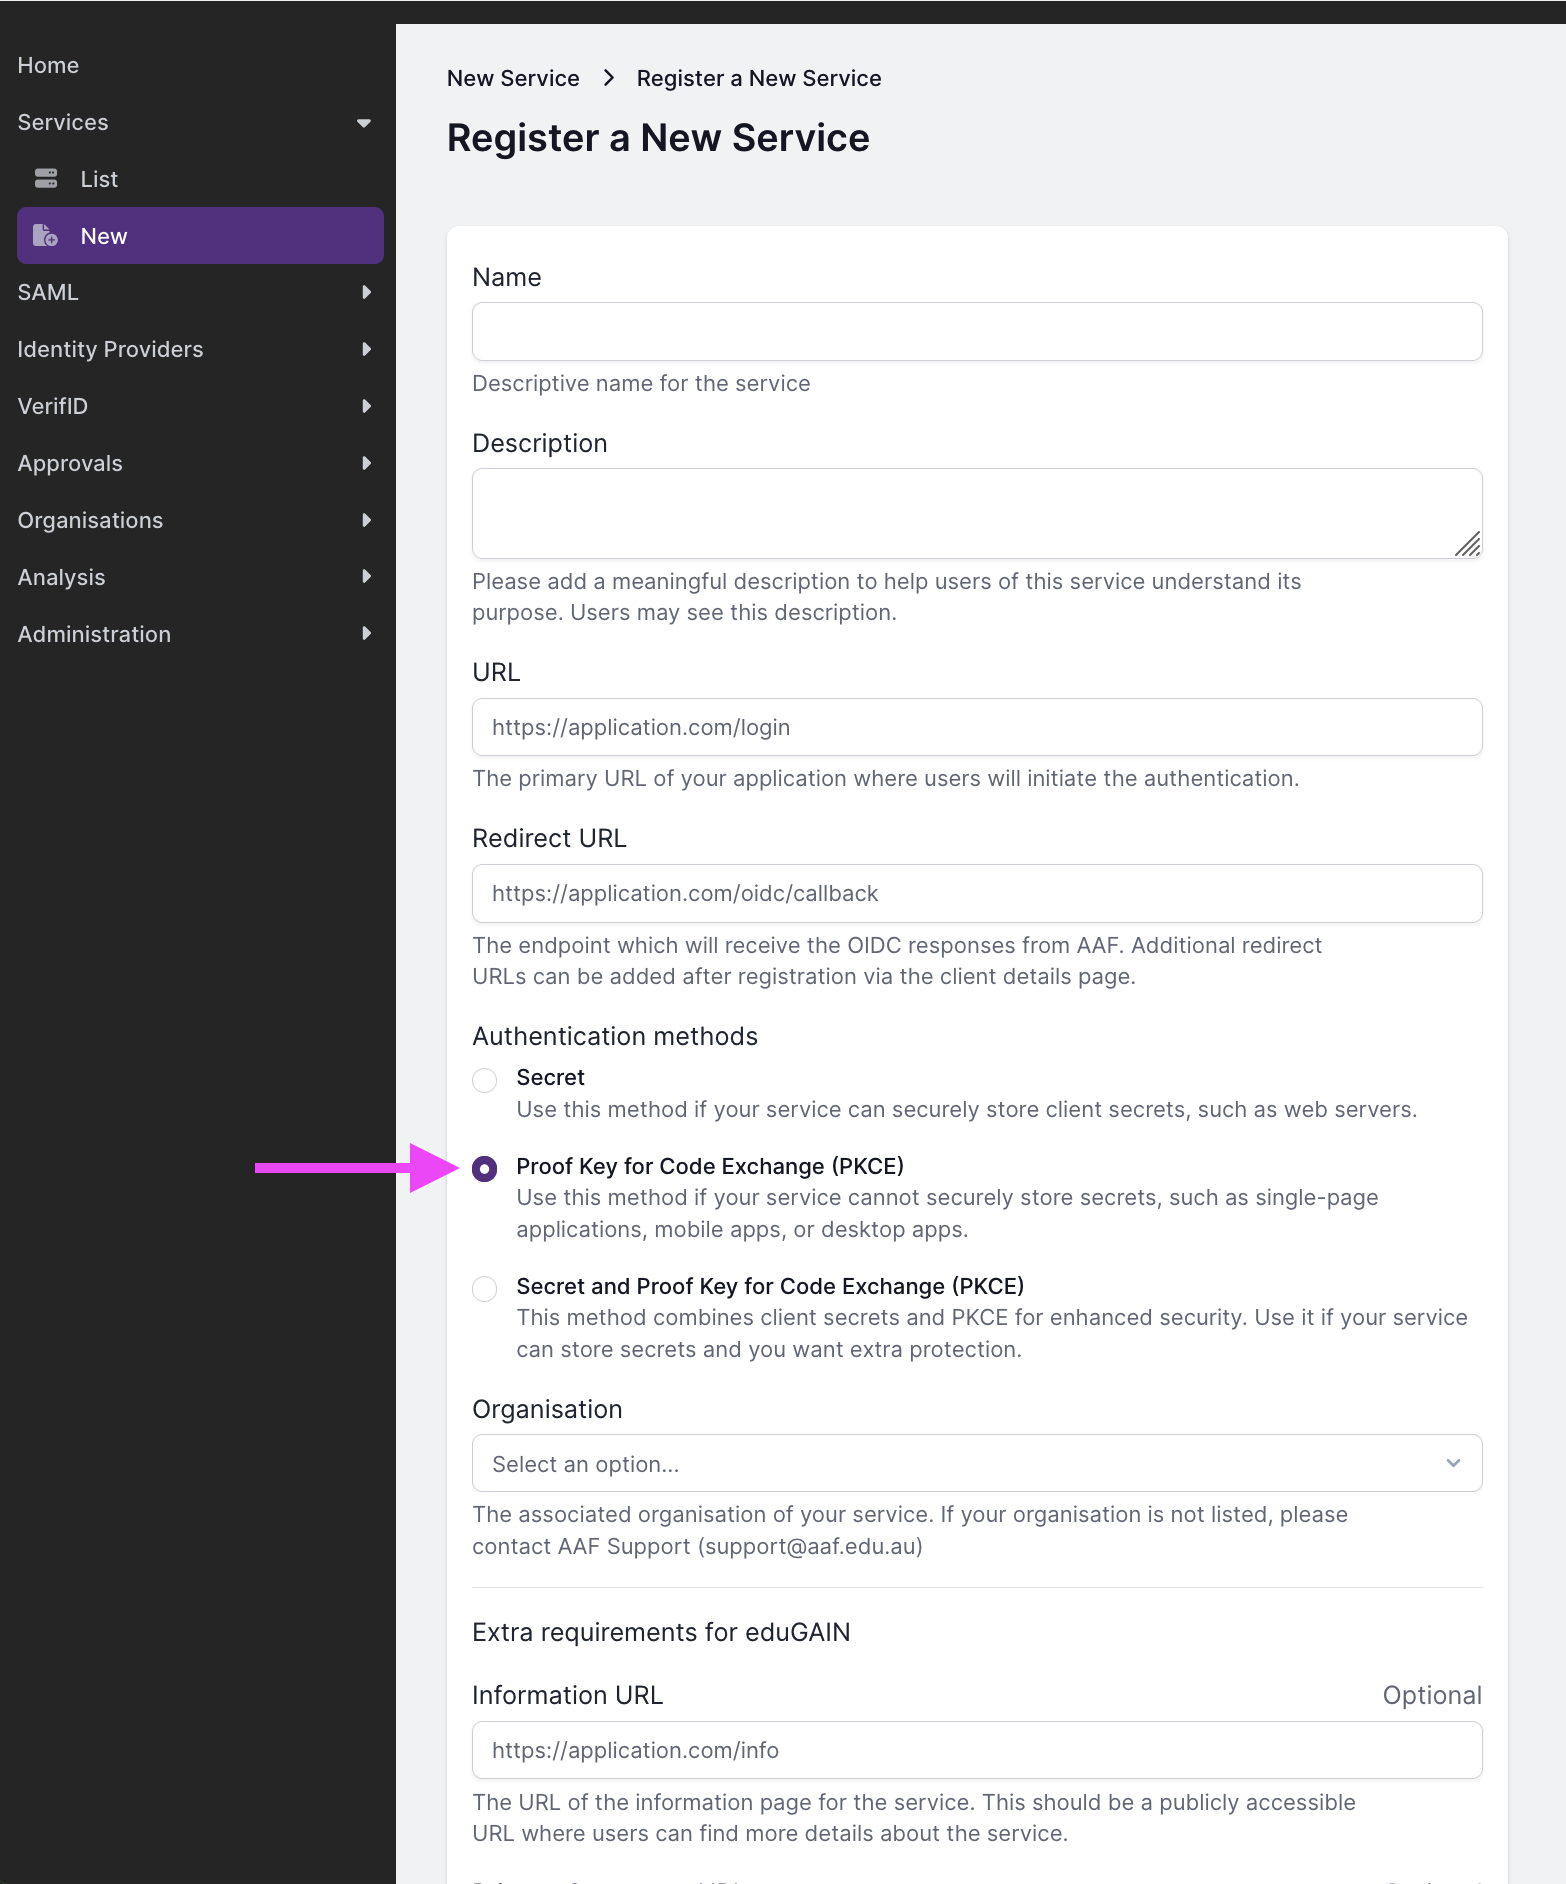 Home
Services
List
New
SAML
Identity Providers
VerifID
Approvals
Organisations
Analysis
Administration
New Service > Register a New Service
Register a New Service
Name
Descriptive name for the service
Description
Please add a meaningful description to help users of this service understand its
purpose. Users may see this description.
URL
https://application.com/login
The primary URL of your application where users will initiate the authentication.
Redirect URL
https://application.com/oidc/callback
The endpoint which will receive the OIDC responses from AAF. Additional redirect
URLs can be added after registration via the client details page.
Authentication methods
Secret
Use this method if your service can securely store client secrets, such as web servers.
Proof Key for Code Exchange (PKCE)
Use this method if your service cannot securely store secrets, such as single-page
applications, mobile apps, or desktop apps.
Secret and Proof Key for Code Exchange (PKCE)
This method combines client secrets and PKCE for enhanced security. Use it if your service
can store secrets and you want extra protection.
Organisation
Select an option...
The associated organisation of your service. If your organisation is not listed, please
contact AAF Support (support@aaf.edu.au)
Extra requirements for eduGAIN
Information URL Optional
https://application.com/info
The URL of the information page for the service. This should be a publicly accessible
URL where users can find more details about the service.